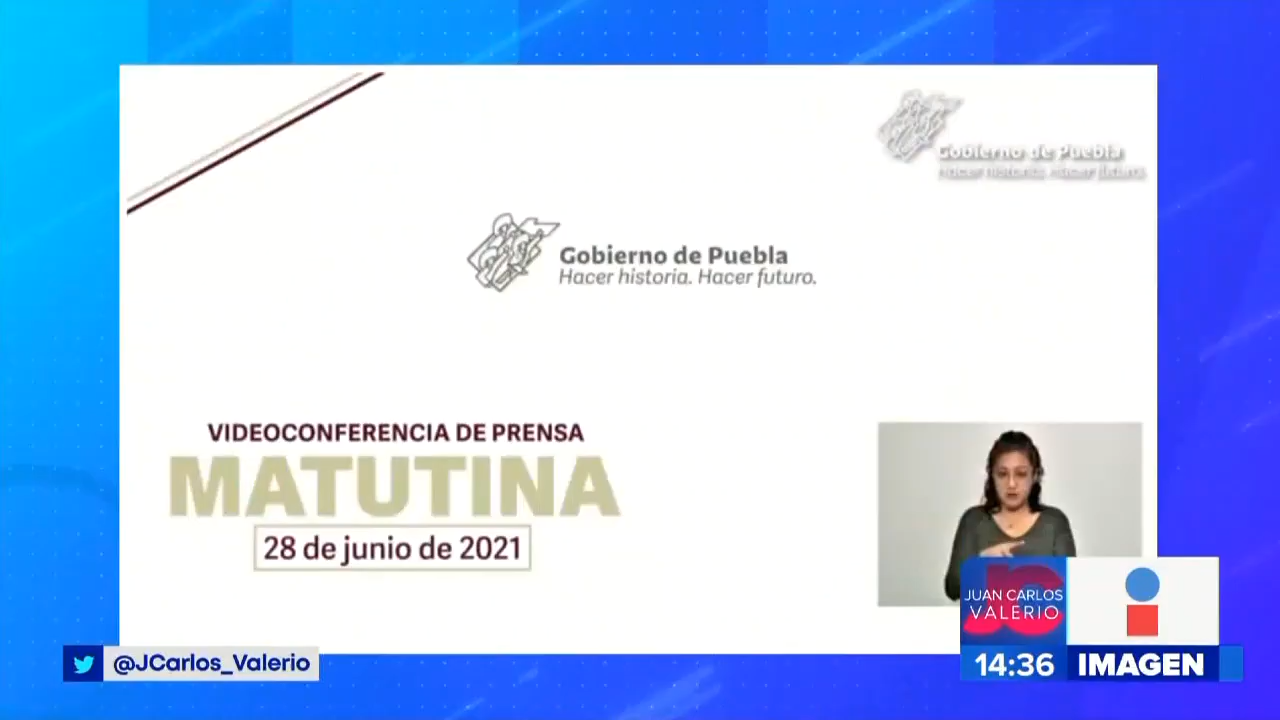 Gobierno de Puebla
Hacer historia. Hacer futuro.
Gobierno de Puebla
Hacer historia. Hacer futuro.
VIDEOCONFERENCIA DE PRENSA
MATUTINA
28 de junio de 2021
JC
JUAN CARLOS
VALERIO
@JCarlos_Valerio
14:36 IMAGEN